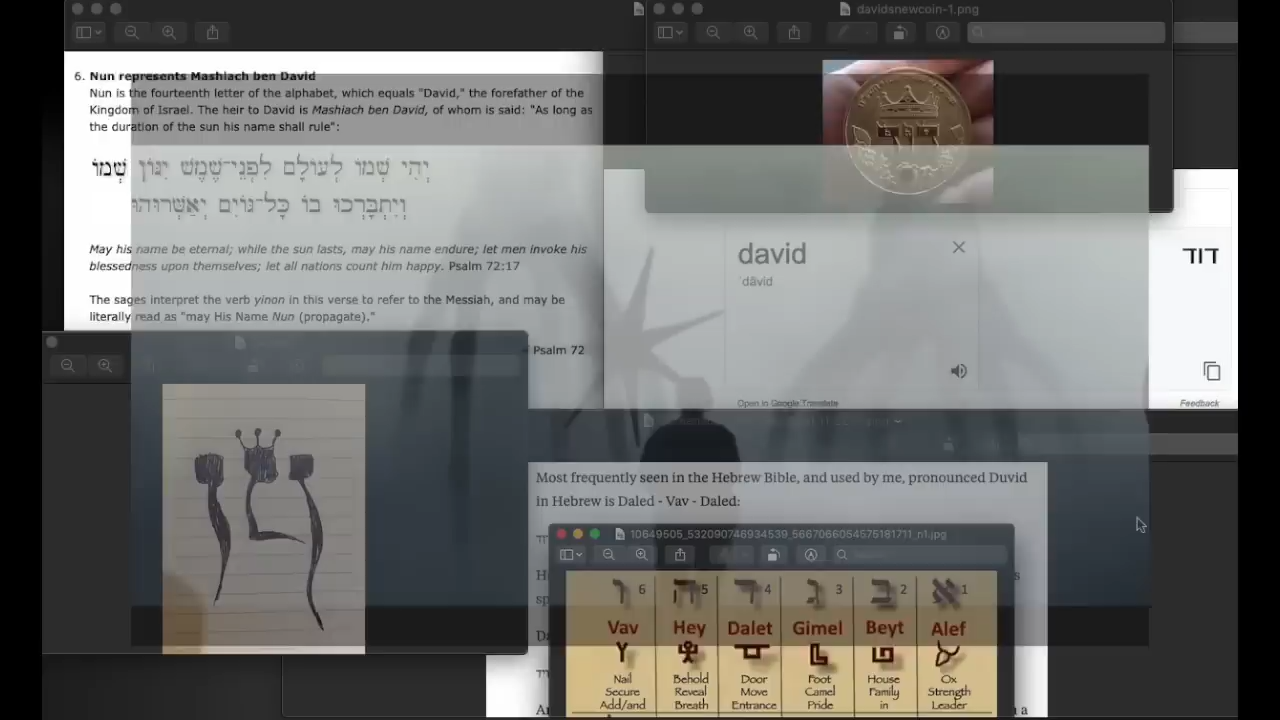 davidsnewcoin-1.png
6. Nun represents Mashiach ben David
Nun is the fourteenth letter of the alphabet, which equals "David," the forefather of the
Kingdom of Israel. The heir to David is Mashiach ben David, of whom is said: "As long as
the duration of the sun his name shall rule":
יְהִי שְׁמוֹ לְעוֹלָם לִפְנֵי־שֶׁמֶשׁ יִנּוֹן שְׁמוֹ
וְיִתְבָּרְכוּ בוֹ כָּל־גּוֹיִם יְאַשְּׁרוּהוּ
May his name be eternal; while the sun lasts, may his name endure; let men invoke his
blessedness upon themselves; let all nations count him happy. Psalm 72:17
The sages interpret the verb yinon in this verse to refer to the Messiah, and may be
literally read as "may His Name Nun (propagate)."
Psalm 72
דוד
david
דוד
ˈdāvid
Open in Google Translate
Feedback
Most frequently seen in the Hebrew Bible, and used by me, pronounced Duvid
in Hebrew is Daled - Vav - Daled:
10649505_532090746934539_5667066054575181711_n1.jpg
ו 6 ה 5 ד 4 ג 3 ב 2 א 1
Vav Hey Dalet Gimel Beyt Alef
Nail Behold Door Foot House Ox
Secure Reveal Move Camel Family Strength
Add/and Breath Entrance Pride in Leader